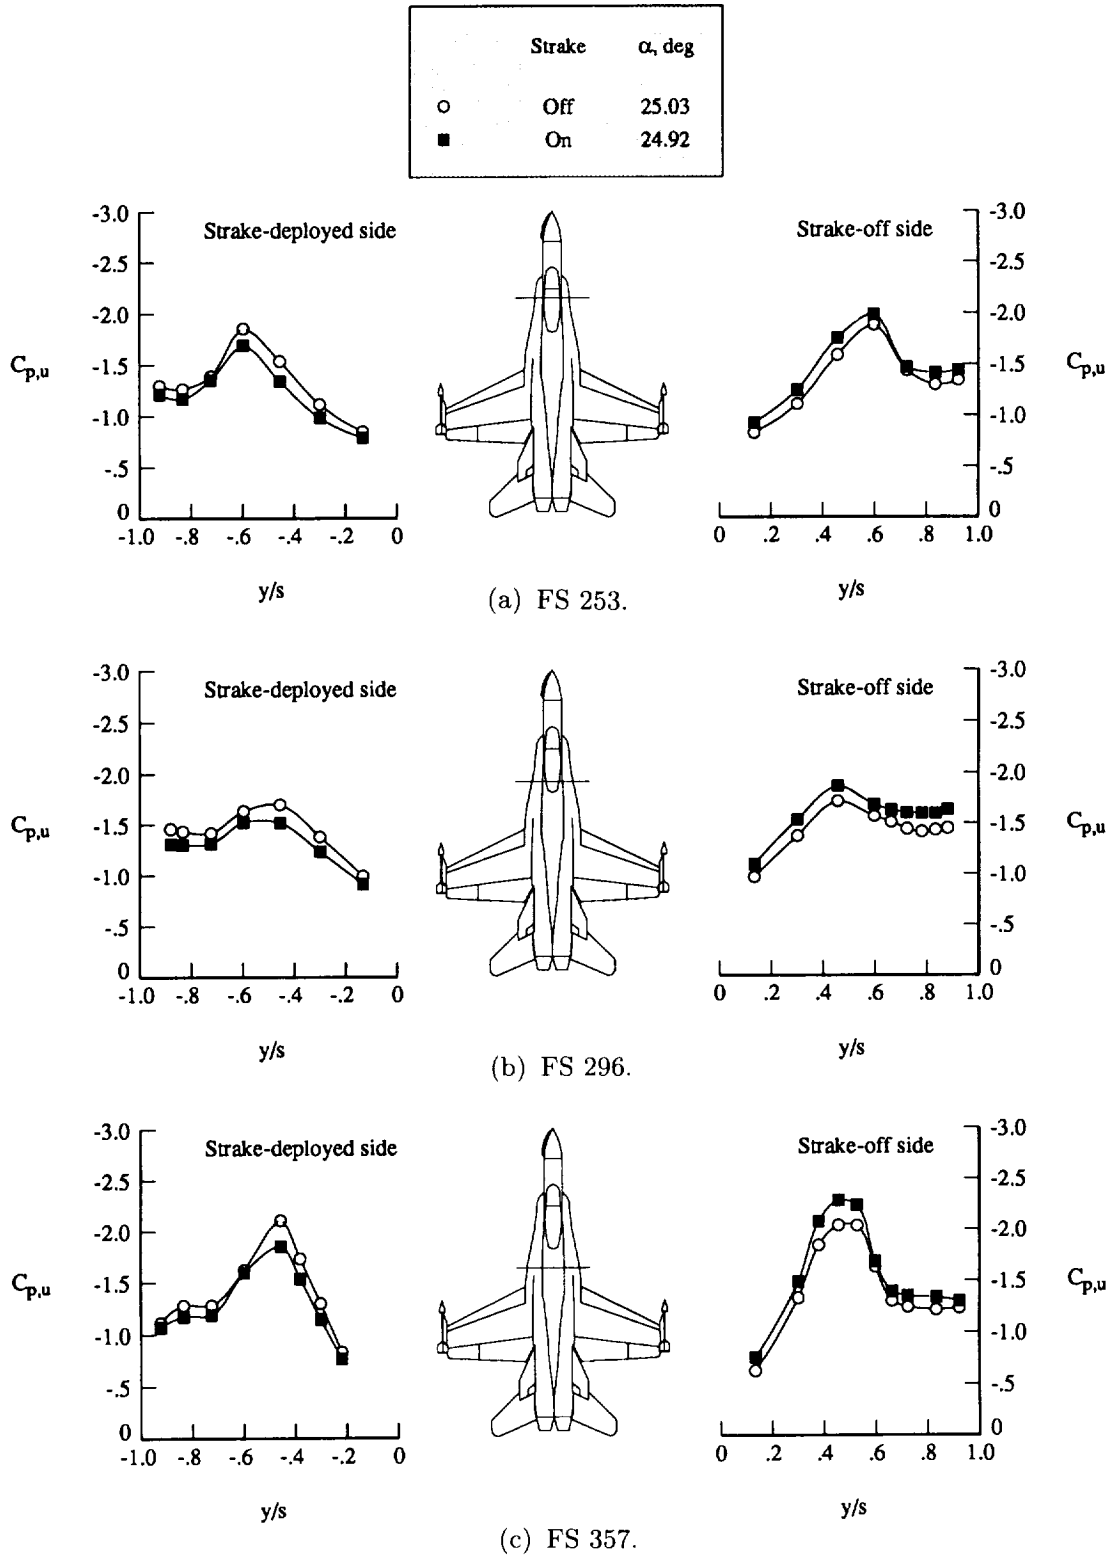 Strake α, deg
Off 25.03
On 24.92
-3.0 Strake-deployed side Strake-off side -3.0
-2.5 -2.5
-2.0 -2.0
Cp,u -1.5 -1.5 Cp,u
-1.0 -1.0
-.5 -.5
0 0
-1.0 -.8 -.6 -.4 -.2 0 0 .2 .4 .6 .8 1.0
y/s y/s
(a) FS 253.
-3.0 Strake-deployed side Strake-off side -3.0
-2.5 -2.5
-2.0 -2.0
Cp,u -1.5 -1.5 Cp,u
-1.0 -1.0
-.5 -.5
0 0
-1.0 -.8 -.6 -.4 -.2 0 0 .2 .4 .6 .8 1.0
y/s y/s
(b) FS 296.
-3.0 Strake-deployed side Strake-off side -3.0
-2.5 -2.5
-2.0 -2.0
Cp,u -1.5 -1.5 Cp,u
-1.0 -1.0
-.5 -.5
0 0
-1.0 -.8 -.6 -.4 -.2 0 0 .2 .4 .6 .8 1.0
y/s y/s
(c) FS 357.